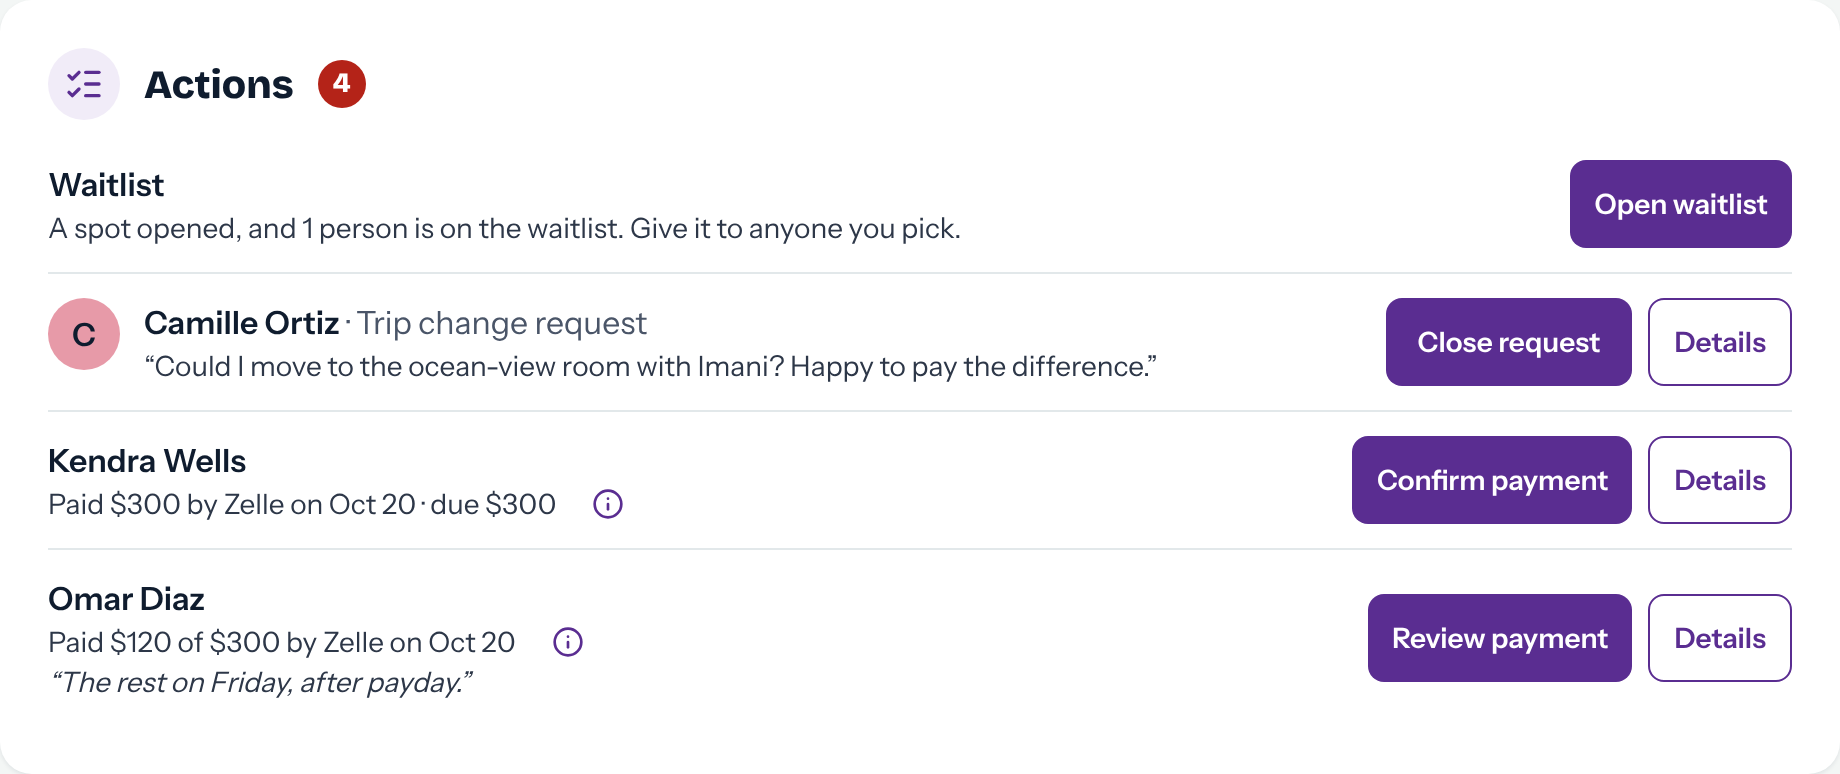 Actions 4
Waitlist
A spot opened, and 1 person is on the waitlist. Give it to anyone you pick.
Open waitlist
C
Camille Ortiz · Trip change request
“Could I move to the ocean-view room with Imani? Happy to pay the difference.”
Close request
Details
Kendra Wells
Paid $300 by Zelle on Oct 20 · due $300
Confirm payment
Details
Omar Diaz
Paid $120 of $300 by Zelle on Oct 20
“The rest on Friday, after payday.”
Review payment
Details